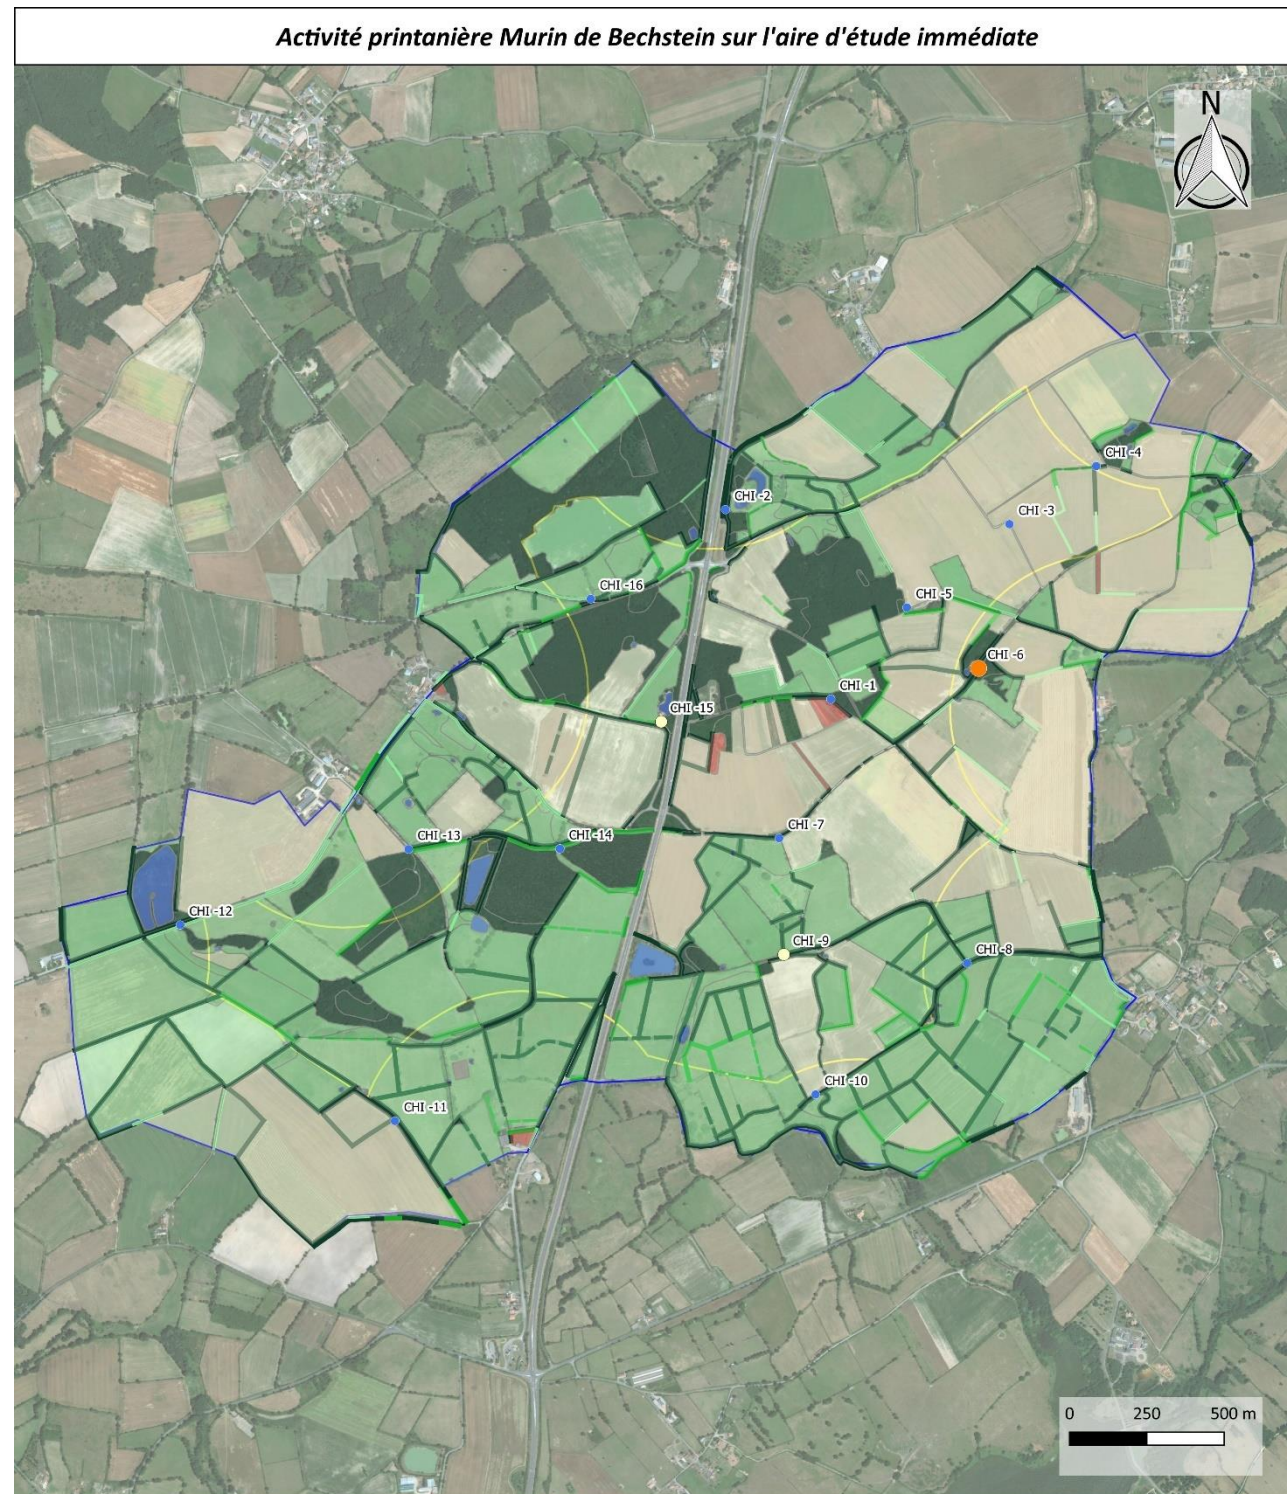 Activité printanière Murin de Bechstein sur l'aire d'étude immédiate
N
CHI -4
CHI -2
CHI -3
CHI -16
CHI -5
CHI -6
CHI -1
CHI -15
CHI -7
CHI -13
CHI -14
CHI -12
CHI -9
CHI -8
CHI -10
CHI -11
0 250 500 m